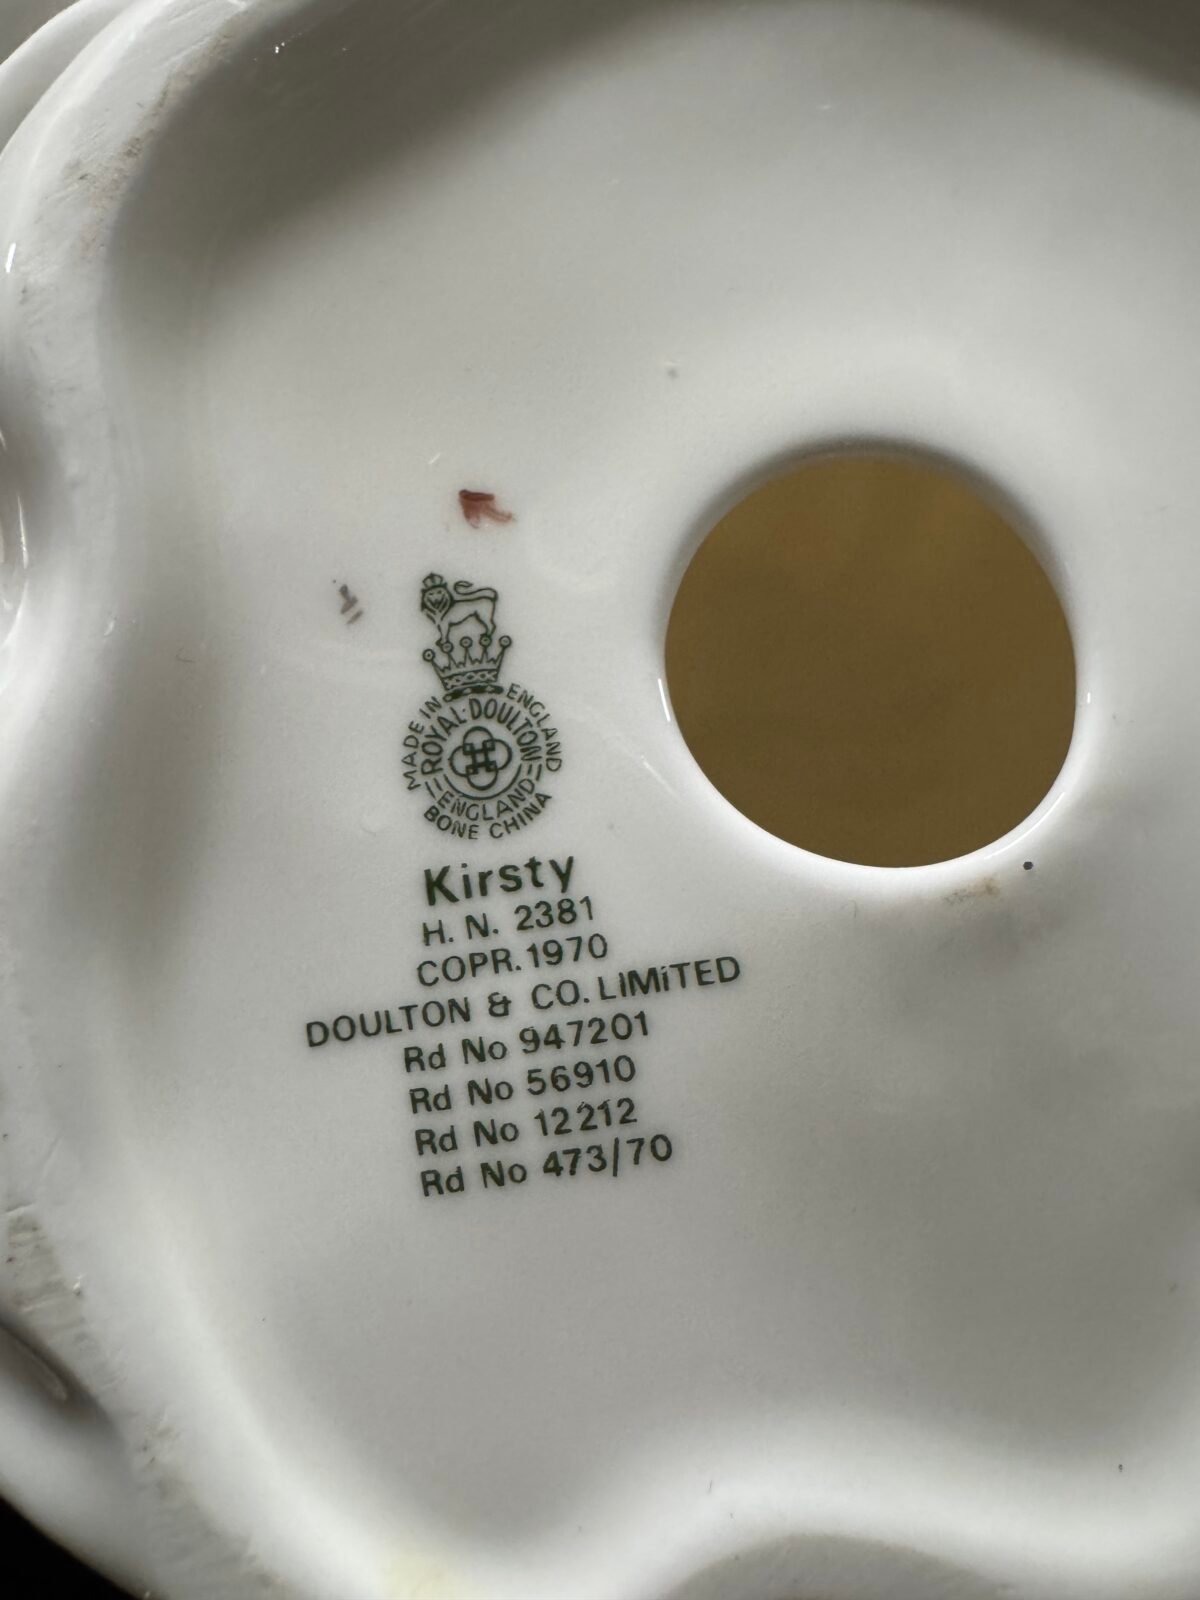 MADE IN ENGLAND
ROYAL·DOULTON
ENGLAND
BONE CHINA
Kirsty
H. N. 2381
COPR. 1970
DOULTON & CO. LIMiTED
Rd No 947201
Rd No 56910
Rd No 12212
Rd No 473/70